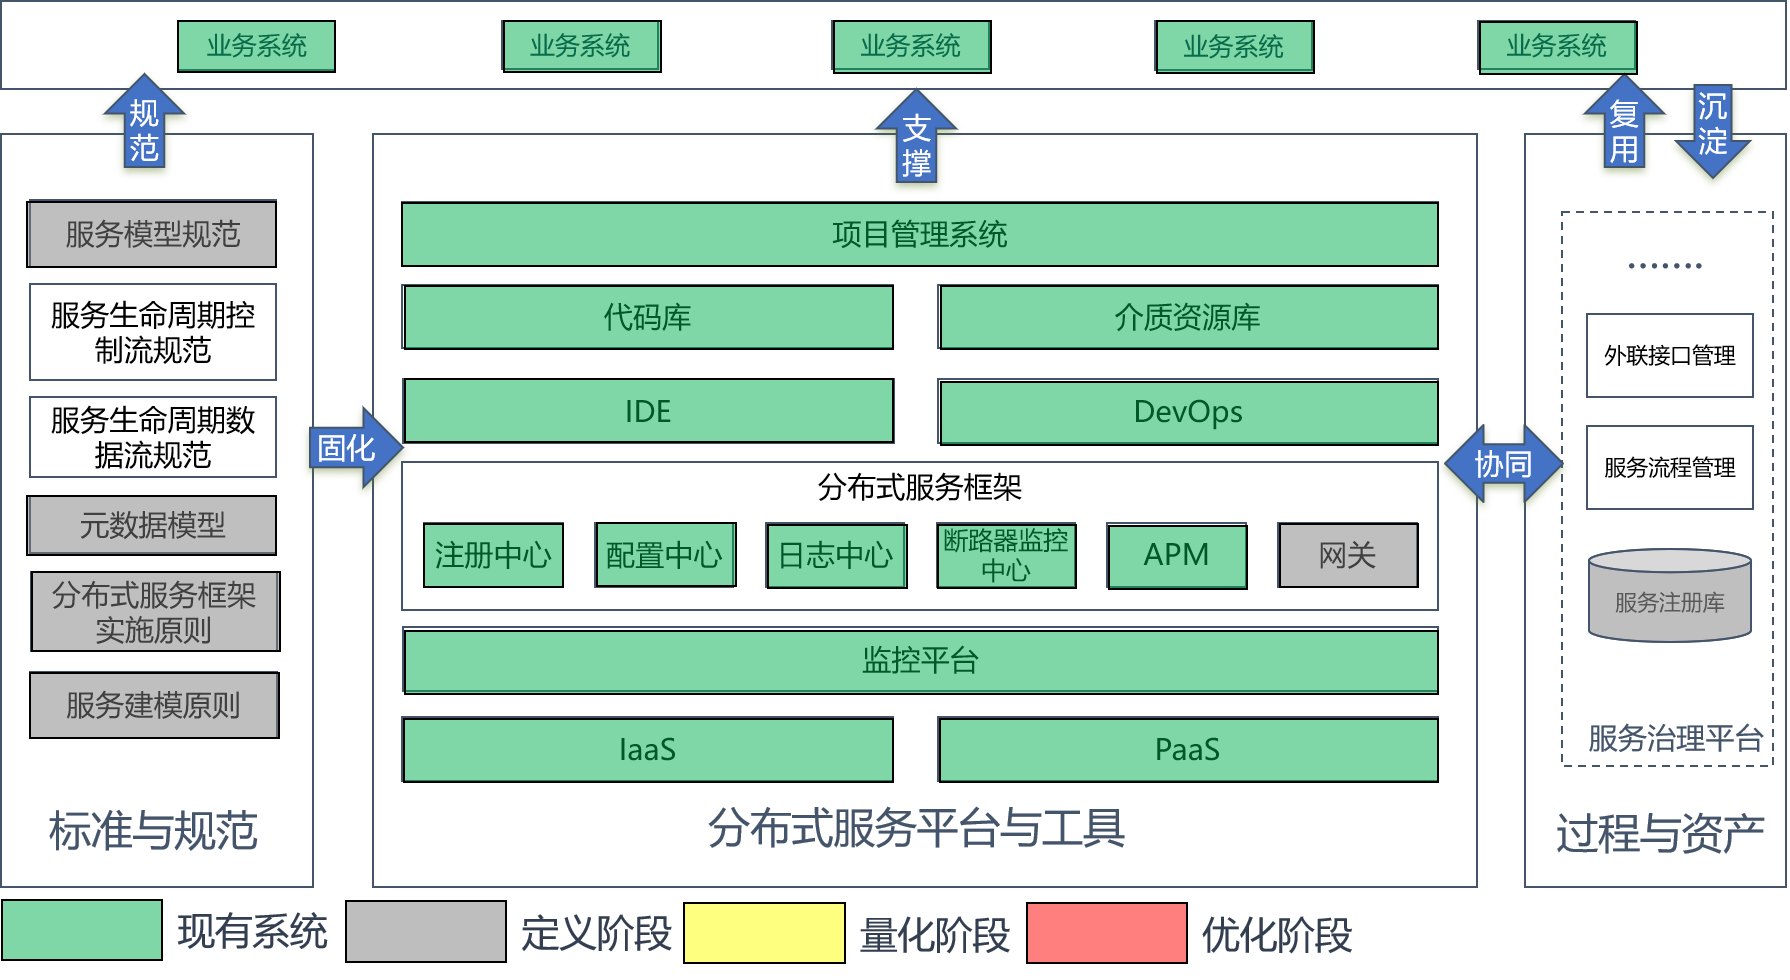 业务系统
业务系统
业务系统
业务系统
业务系统
规
范
支
撑
复
用
沉
淀
服务模型规范
服务生命周期控
制流规范
服务生命周期数
据流规范
元数据模型
分布式服务框架
实施原则
服务建模原则
标准与规范
固化
项目管理系统
代码库
介质资源库
IDE
DevOps
分布式服务框架
注册中心
配置中心
日志中心
断路器监控
中心
APM
网关
监控平台
IaaS
PaaS
分布式服务平台与工具
协同
.......
外联接口管理
服务流程管理
服务注册库
服务治理平台
过程与资产
现有系统
定义阶段
量化阶段
优化阶段